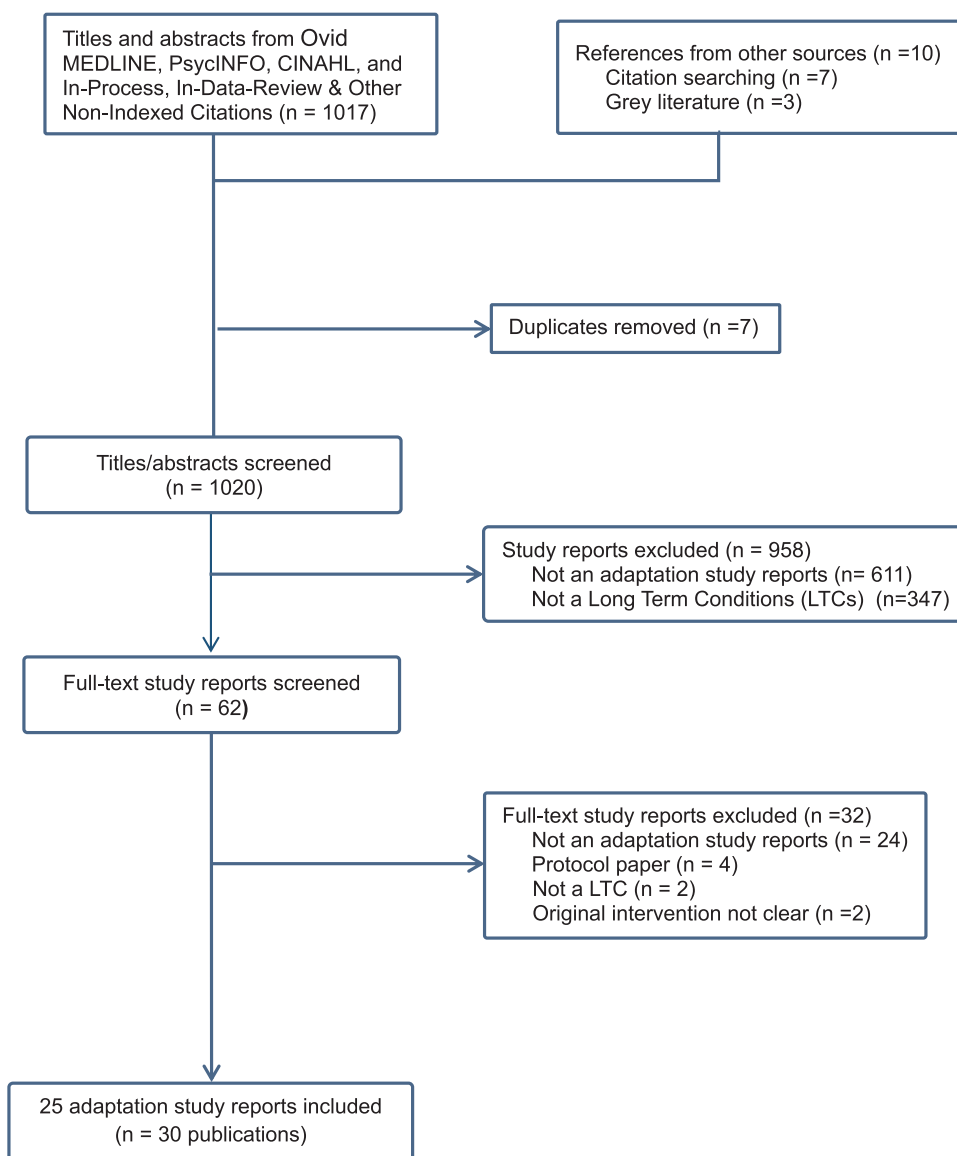 Titles and abstracts from Ovid
MEDLINE, PsycINFO, CINAHL, and
In-Process, In-Data-Review & Other
Non-Indexed Citations (n = 1017)
References from other sources (n =10)
Citation searching (n =7)
Grey literature (n =3)
Duplicates removed (n =7)
Titles/abstracts screened
(n = 1020)
Study reports excluded (n = 958)
Not an adaptation study reports (n= 611)
Not a Long Term Conditions (LTCs) (n=347)
Full-text study reports screened
(n = 62)
Full-text study reports excluded (n =32)
Not an adaptation study reports (n = 24)
Protocol paper (n = 4)
Not a LTC (n = 2)
Original intervention not clear (n =2)
25 adaptation study reports included
(n = 30 publications)